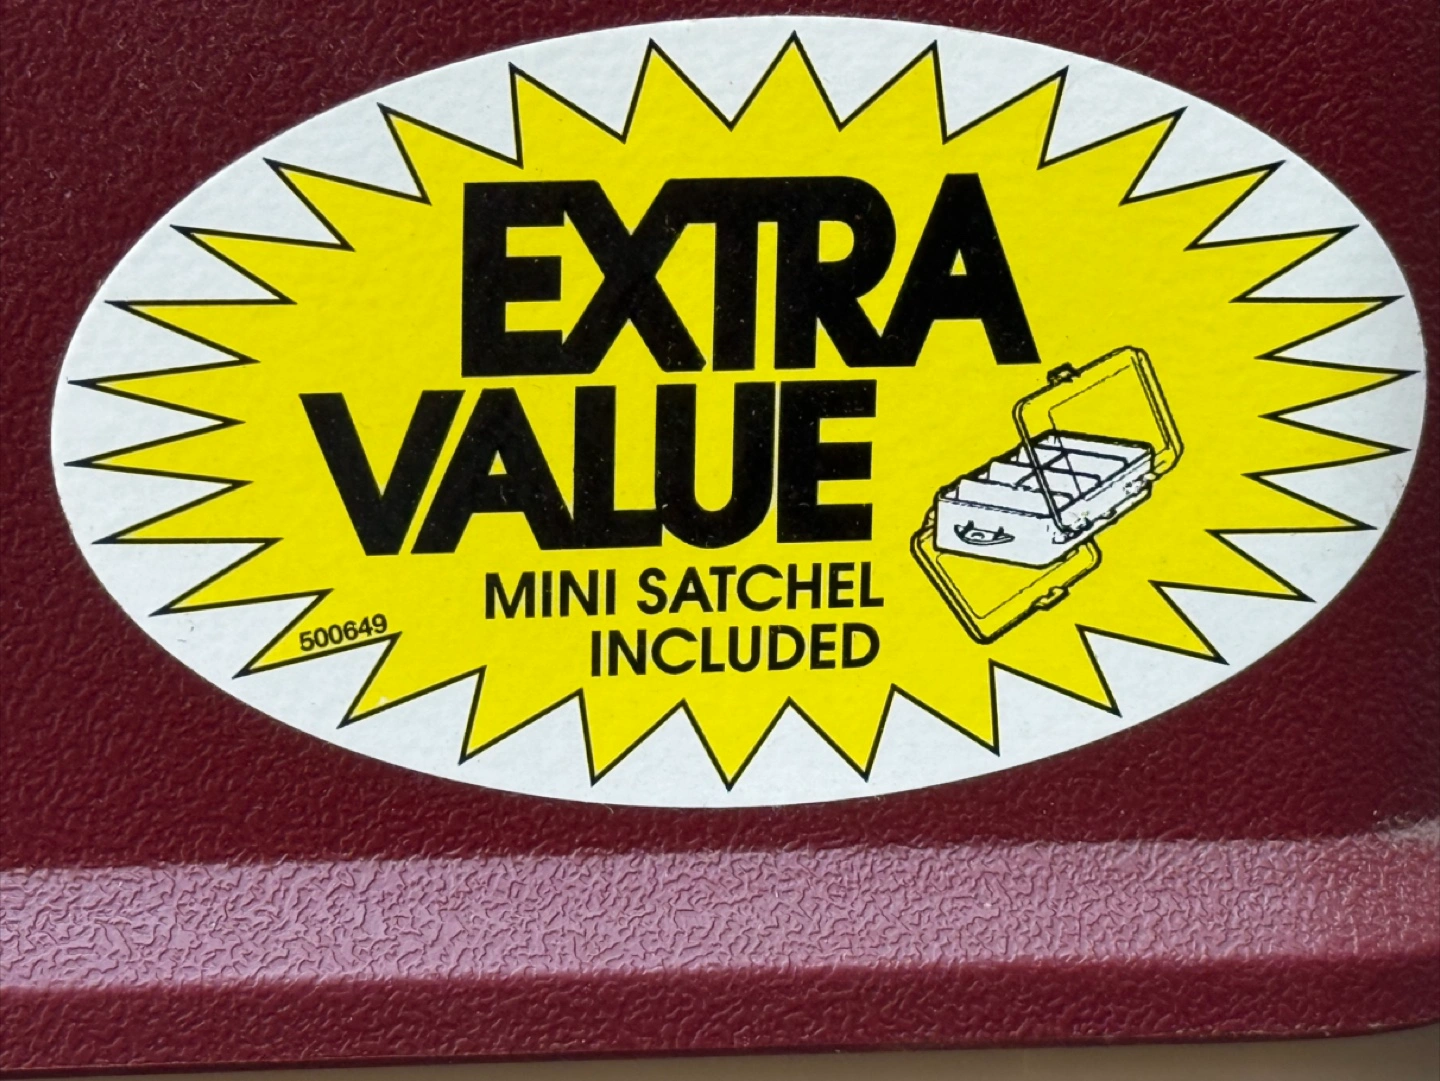 EXTRA
VALUE
MINI SATCHEL
INCLUDED
500649